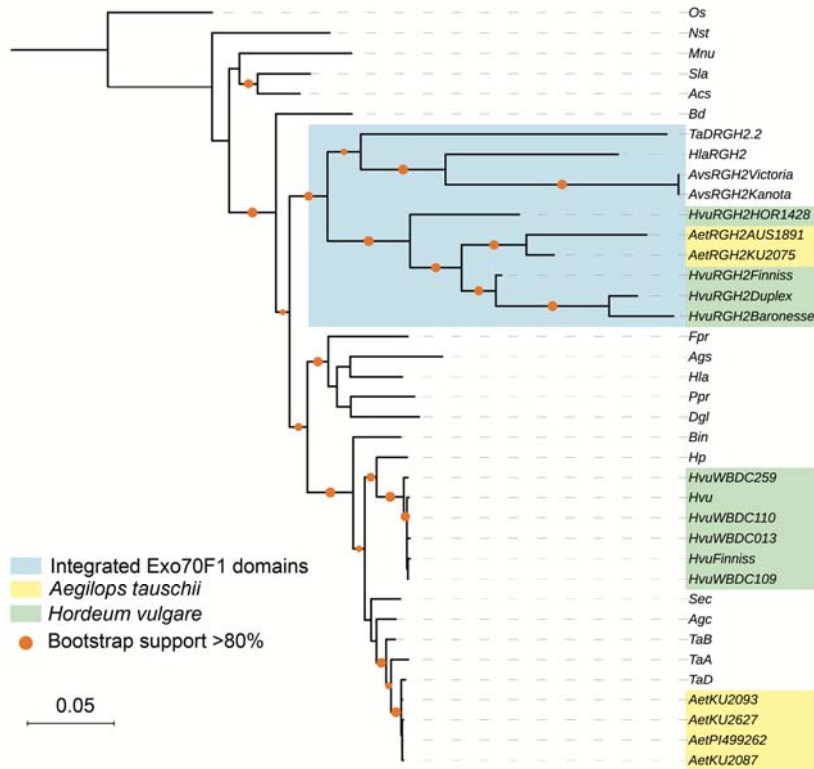 Os
Nst
Mnu
Sla
Acs
Bd
TaDRGH2.2
HlaRGH2
AvsRGH2Victoria
AvsRGH2Kanota
HvuRGH2HOR1428
AetRGH2AUS1891
AetRGH2KU2075
HvuRGH2Finniss
HvuRGH2Duplex
HvuRGH2Baronesse
Fpr
Ags
Hla
Ppr
Dgl
Bin
Hp
HvuWBDC259
Hvu
HvuWBDC110
HvuWBDC013
HvuFinniss
HvuWBDC109
Sec
Agc
TaB
TaA
TaD
AetKU2093
AetKU2627
AetPI499262
AetKU2087
Integrated Exo70F1 domains
Aegilops tauschii
Hordeum vulgare
Bootstrap support >80%
0.05